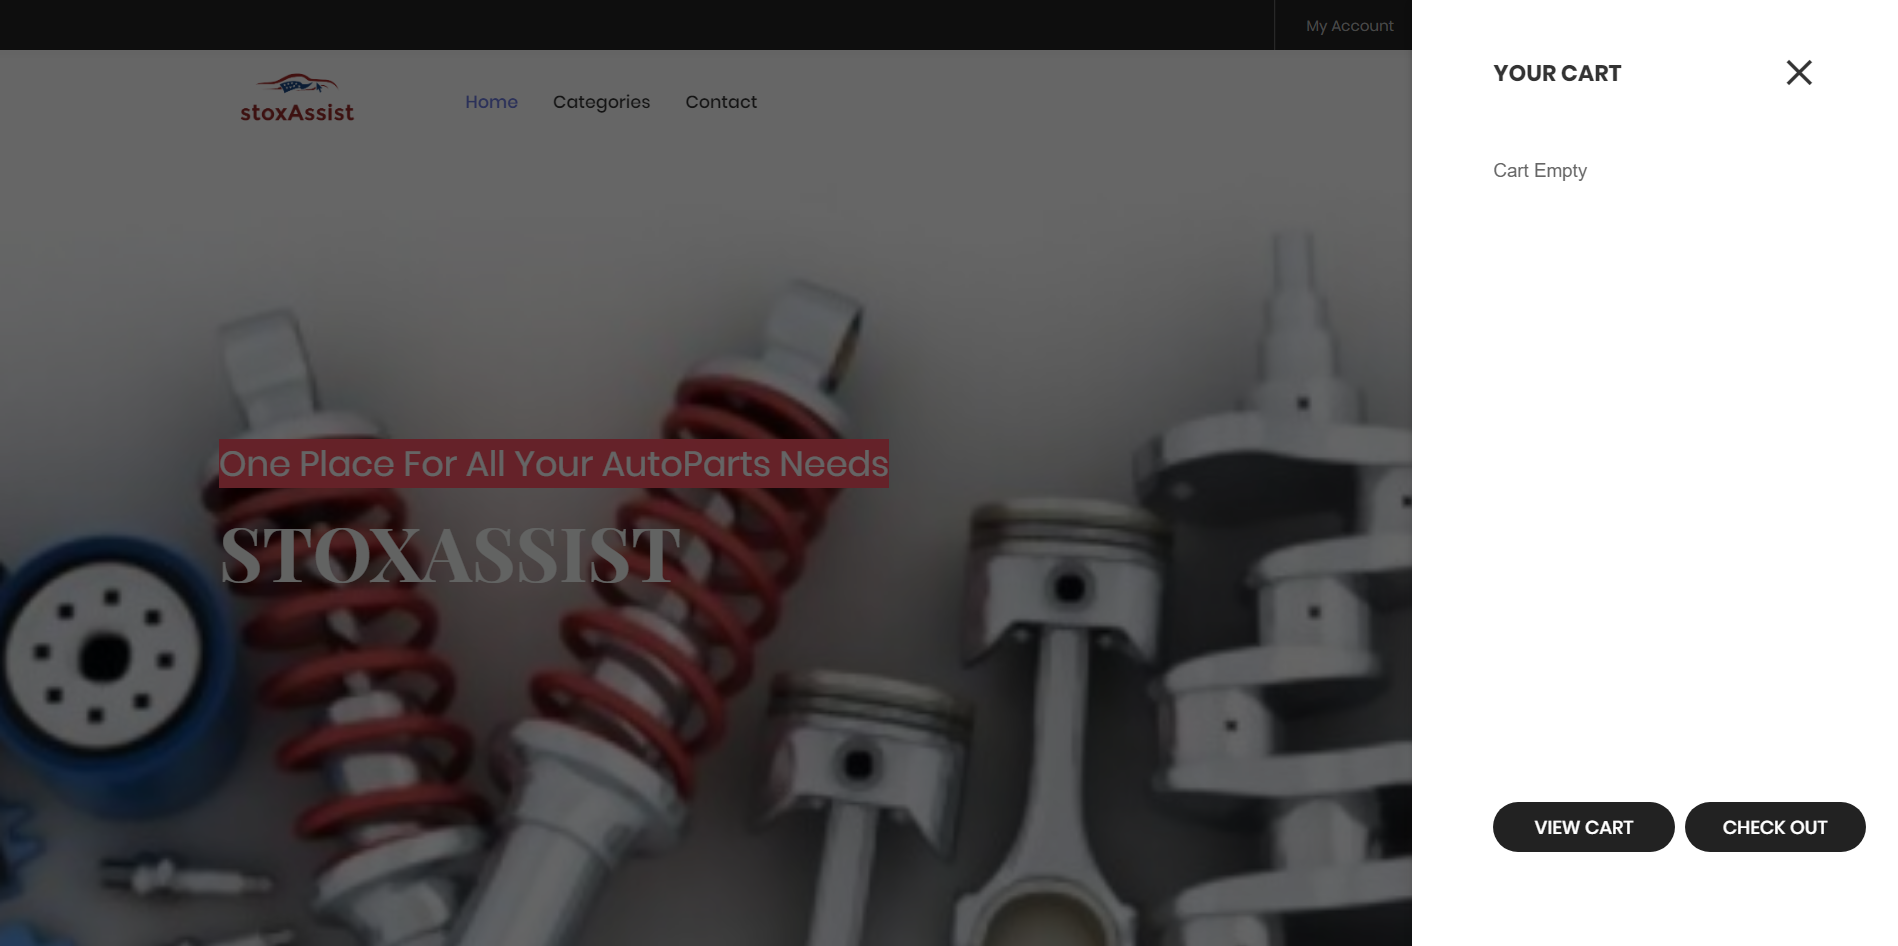 My Account
stoxAssist
Home Categories Contact
One Place For All Your AutoParts Needs
STOXASSIST
YOUR CART
Cart Empty
VIEW CART CHECK OUT